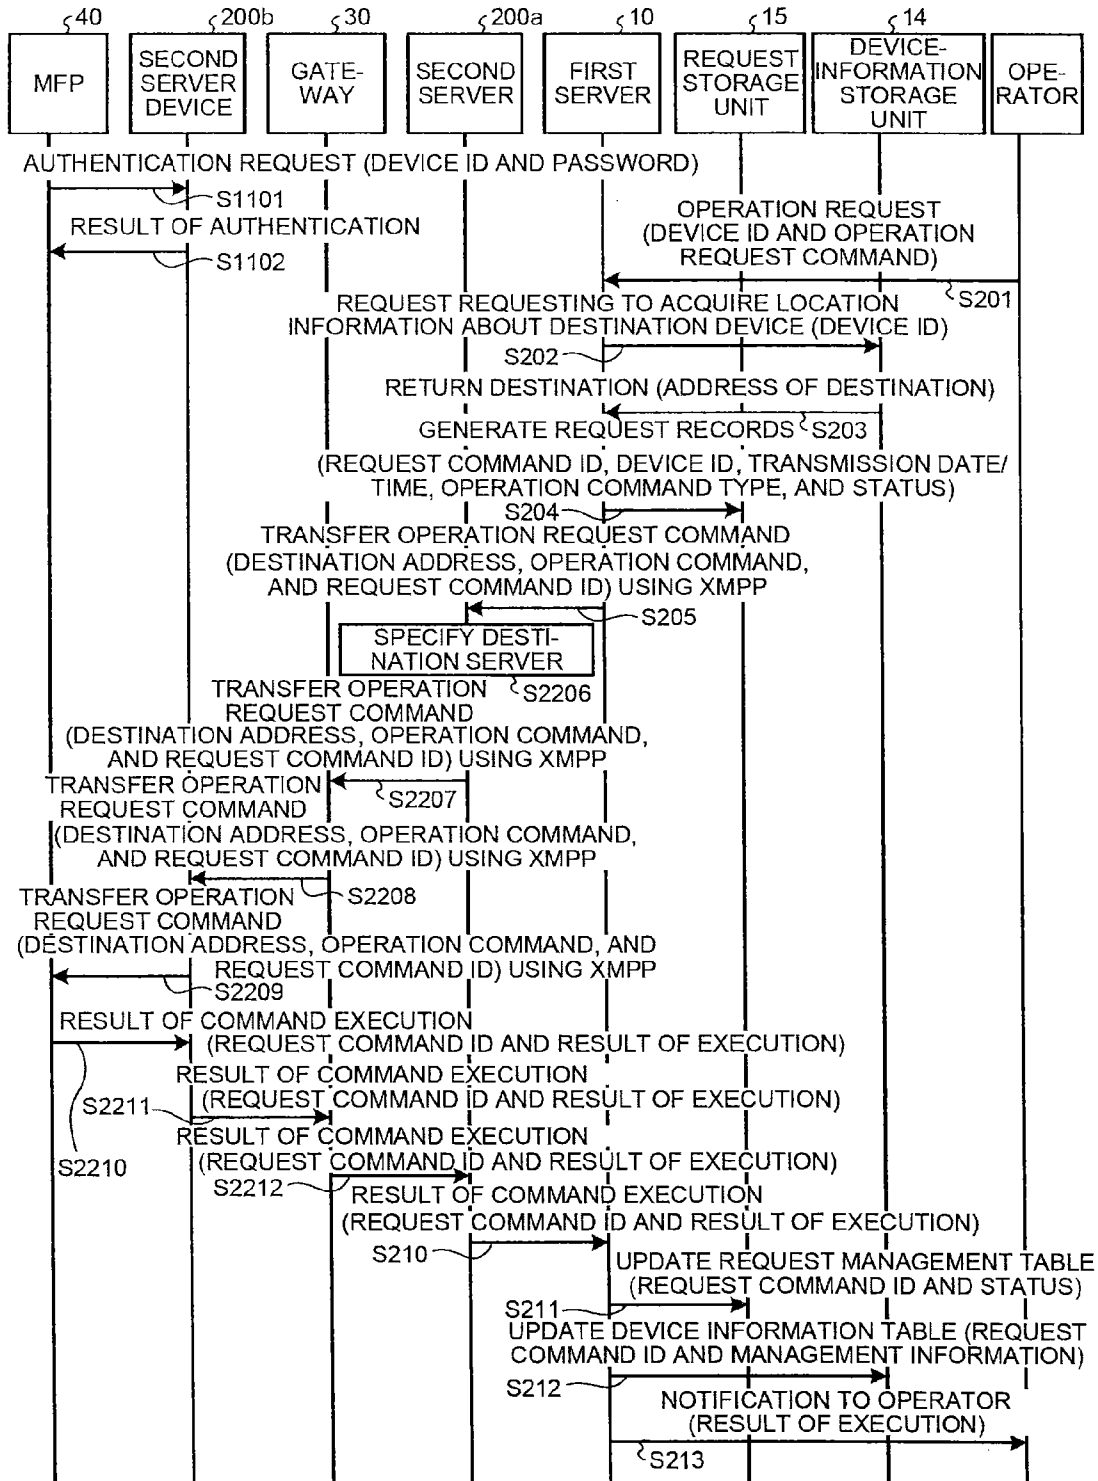 40
200b
30
200a
10
15
14
MFP
SECOND
SERVER
DEVICE
GATE-
WAY
SECOND
SERVER
FIRST
SERVER
REQUEST
STORAGE
UNIT
DEVICE-
INFORMATION
STORAGE
UNIT
OPE-
RATOR
AUTHENTICATION REQUEST (DEVICE ID AND PASSWORD)
S1101
RESULT OF AUTHENTICATION
S1102
OPERATION REQUEST
(DEVICE ID AND OPERATION
REQUEST COMMAND)
S201
REQUEST REQUESTING TO ACQUIRE LOCATION
INFORMATION ABOUT DESTINATION DEVICE (DEVICE ID)
S202
RETURN DESTINATION (ADDRESS OF DESTINATION)
S203
GENERATE REQUEST RECORDS
(REQUEST COMMAND ID, DEVICE ID, TRANSMISSION DATE/
TIME, OPERATION COMMAND TYPE, AND STATUS)
S204
TRANSFER OPERATION REQUEST COMMAND
(DESTINATION ADDRESS, OPERATION COMMAND,
AND REQUEST COMMAND ID) USING XMPP
S205
SPECIFY DESTI-
NATION SERVER
S2206
TRANSFER OPERATION
REQUEST COMMAND
(DESTINATION ADDRESS, OPERATION COMMAND,
AND REQUEST COMMAND ID) USING XMPP
S2207
TRANSFER OPERATION
REQUEST COMMAND
(DESTINATION ADDRESS, OPERATION COMMAND,
AND REQUEST COMMAND ID) USING XMPP
S2208
TRANSFER OPERATION
REQUEST COMMAND
(DESTINATION ADDRESS, OPERATION COMMAND, AND
REQUEST COMMAND ID) USING XMPP
S2209
RESULT OF COMMAND EXECUTION
(REQUEST COMMAND ID AND RESULT OF EXECUTION)
S2210
RESULT OF COMMAND EXECUTION
(REQUEST COMMAND ID AND RESULT OF EXECUTION)
S2211
RESULT OF COMMAND EXECUTION
(REQUEST COMMAND ID AND RESULT OF EXECUTION)
S2212
RESULT OF COMMAND EXECUTION
(REQUEST COMMAND ID AND RESULT OF EXECUTION)
S210
UPDATE REQUEST MANAGEMENT TABLE
(REQUEST COMMAND ID AND STATUS)
S211
UPDATE DEVICE INFORMATION TABLE (REQUEST
COMMAND ID AND MANAGEMENT INFORMATION)
S212
NOTIFICATION TO OPERATOR
(RESULT OF EXECUTION)
S213